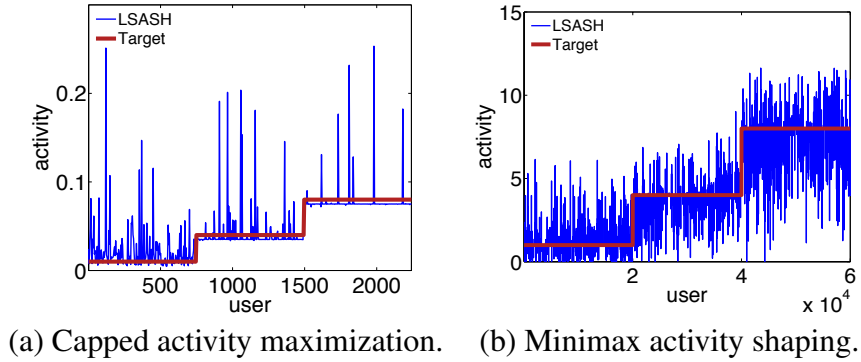 LSASH
Target
activity
0.2
0.1
0
500 1000 1500 2000
user
(a) Capped activity maximization.
15
LSASH
Target
10
activity
5
0
2 4 6
user
x 10^4
(b) Minimax activity shaping.